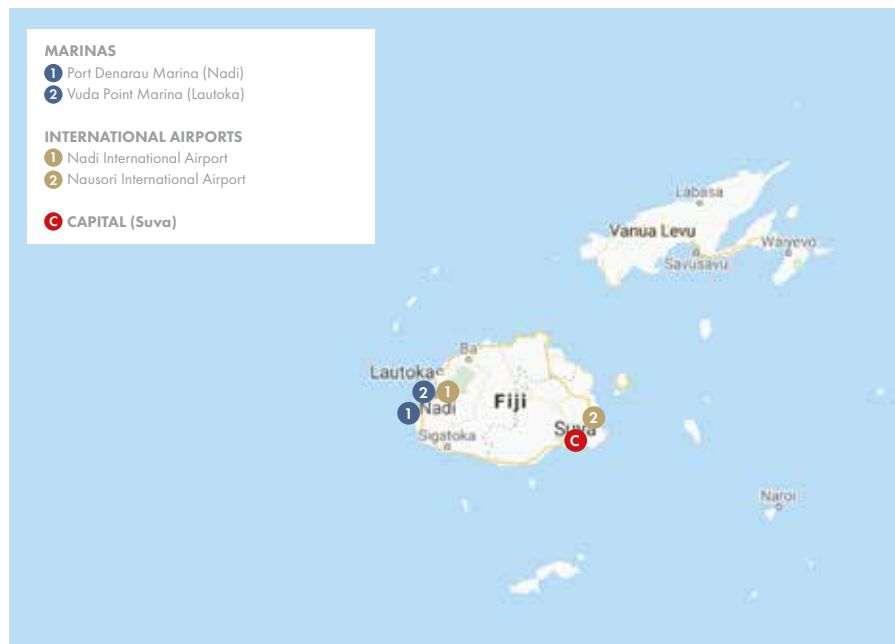 MARINAS
1 Port Denarau Marina (Nadi)
2 Vuda Point Marina (Lautoka)
INTERNATIONAL AIRPORTS
1 Nadi International Airport
2 Nausori International Airport
C CAPITAL (Suva)
Labasa
Vanua Levu
Waiyevo
Savusavu
Ba
Lautoka
2
1
Nadi
1
Fiji
2
Suva
C
Sigatoka
Naroi